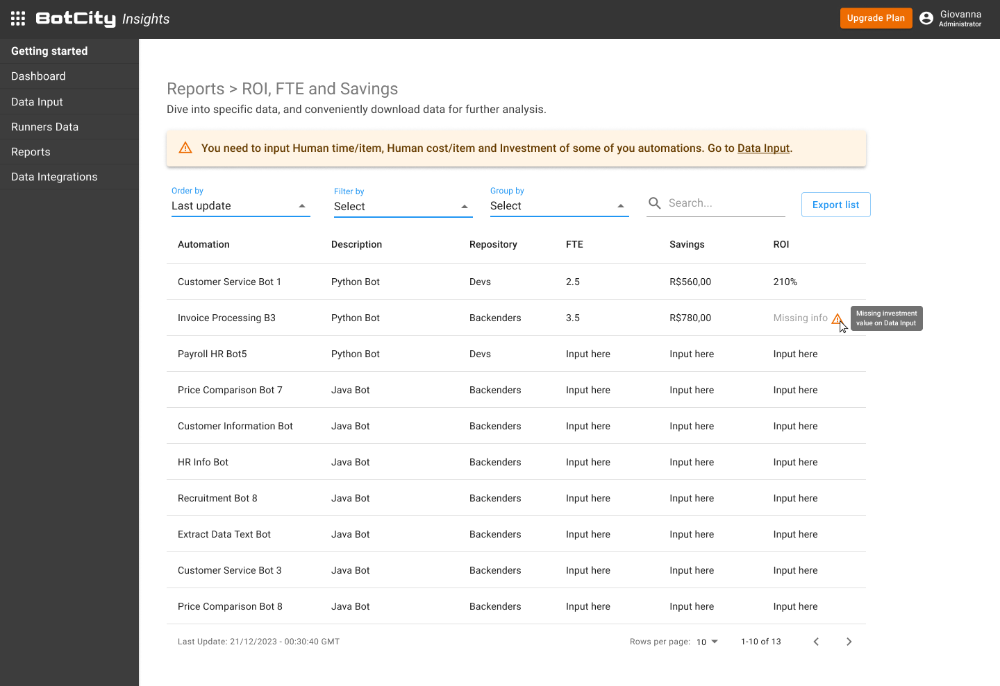 BotCity Insights
Upgrade Plan
Giovanna
Administrator
Getting started
Dashboard
Data Input
Runners Data
Reports
Data Integrations
Reports > ROI, FTE and Savings
Dive into specific data, and conveniently download data for further analysis.
You need to input Human time/item, Human cost/item and Investment of some of you automations. Go to Data Input.
Order by
Last update
Filter by
Select
Group by
Select
Search...
Export list
Automation Description Repository FTE Savings ROI
Customer Service Bot 1 Python Bot Devs 2.5 R$560,00 210%
Invoice Processing B3 Python Bot Backenders 3.5 R$780,00 Missing info
Missing investment
value on Data Input
Payroll HR Bot5 Python Bot Devs Input here Input here Input here
Price Comparison Bot 7 Java Bot Backenders Input here Input here Input here
Customer Information Bot Java Bot Backenders Input here Input here Input here
HR Info Bot Java Bot Backenders Input here Input here Input here
Recruitment Bot 8 Java Bot Backenders Input here Input here Input here
Extract Data Text Bot Java Bot Backenders Input here Input here Input here
Customer Service Bot 3 Java Bot Backenders Input here Input here Input here
Price Comparison Bot 8 Java Bot Backenders Input here Input here Input here
Last Update: 21/12/2023 - 00:30:40 GMT
Rows per page: 10
1-10 of 13